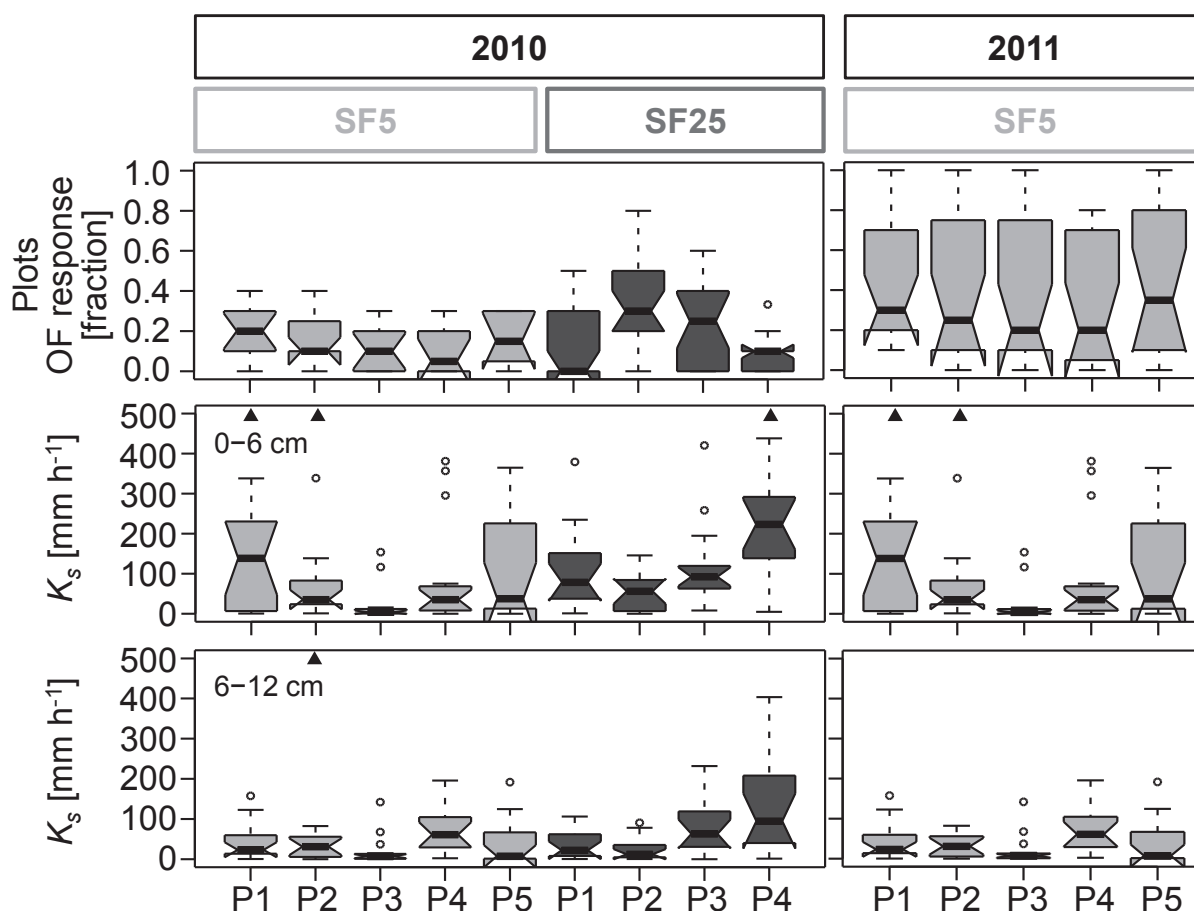 2010 2011
SF5 SF25 SF5
Plots
OF response
[fraction]
1.0
0.8
0.6
0.4
0.2
0.0
Ks [mm h-1]
500
400
300
200
100
0
0−6 cm
Ks [mm h-1]
500
400
300
200
100
0
6−12 cm
P1 P2 P3 P4 P5 P1 P2 P3 P4 P1 P2 P3 P4 P5